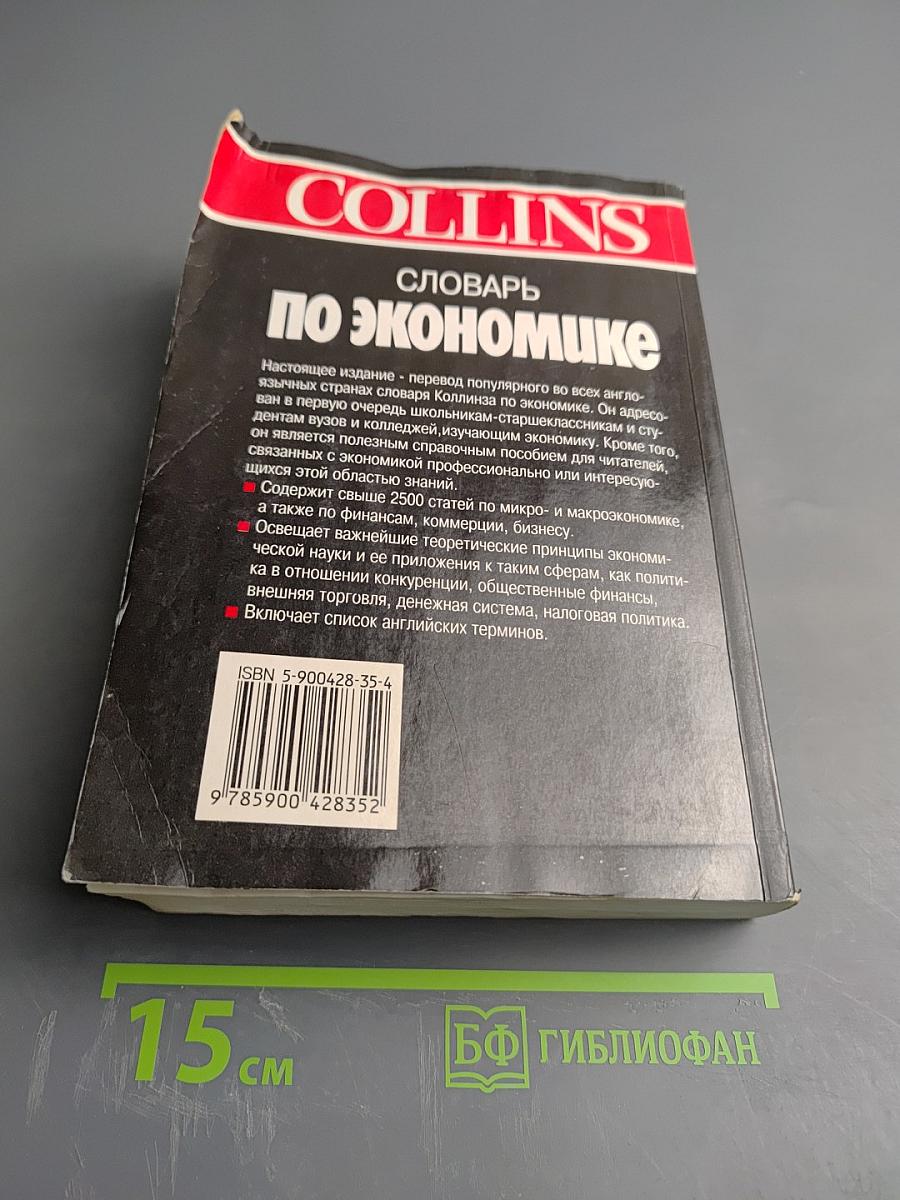 COLLINS
СЛОВАРЬ
ПО ЭКОНОМИКЕ
Настоящее издание - перевод популярного во всех англо-
язычных странах словаря Коллинза по экономике. Он адресо-
ван в первую очередь школьникам-старшеклассникам и сту-
дентам вузов и колледжей,изучающим экономику. Кроме того,
он является полезным справочным пособием для читателей,
связанных с экономикой профессионально или интересую-
щихся этой областью знаний.
Содержит свыше 2500 статей по микро- и макроэкономике,
а также по финансам, коммерции, бизнесу.
Освещает важнейшие теоретические принципы экономи-
ческой науки и ее приложения к таким сферам, как полити-
ка в отношении конкуренции, общественные финансы,
внешняя торговля, денежная система, налоговая политика.
Включает список английских терминов.
ISBN 5-900428-35-4
9 785900 428352
15 см
БФ ГИБЛИОФАН